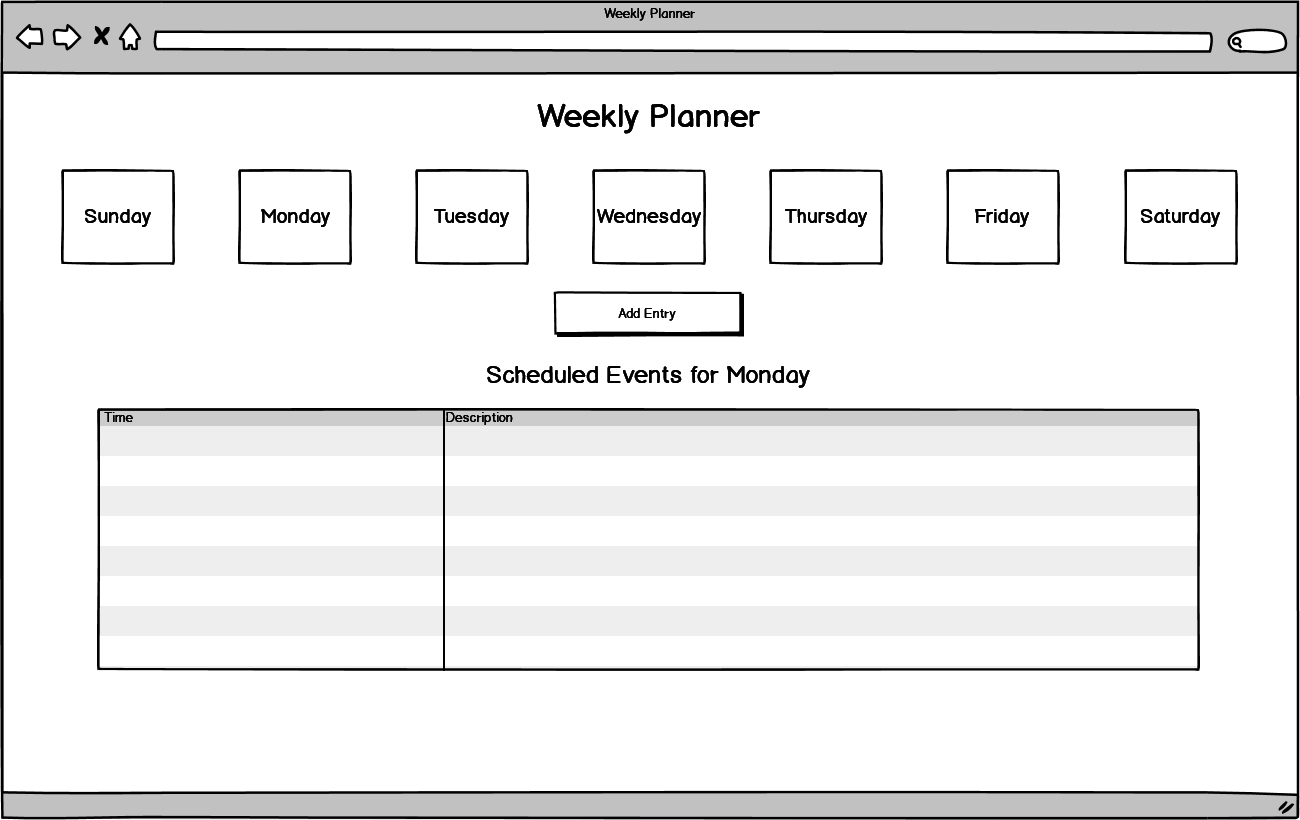 Weekly Planner
Weekly Planner
Sunday Monday Tuesday Wednesday Thursday Friday Saturday
Add Entry
Scheduled Events for Monday
Time Description